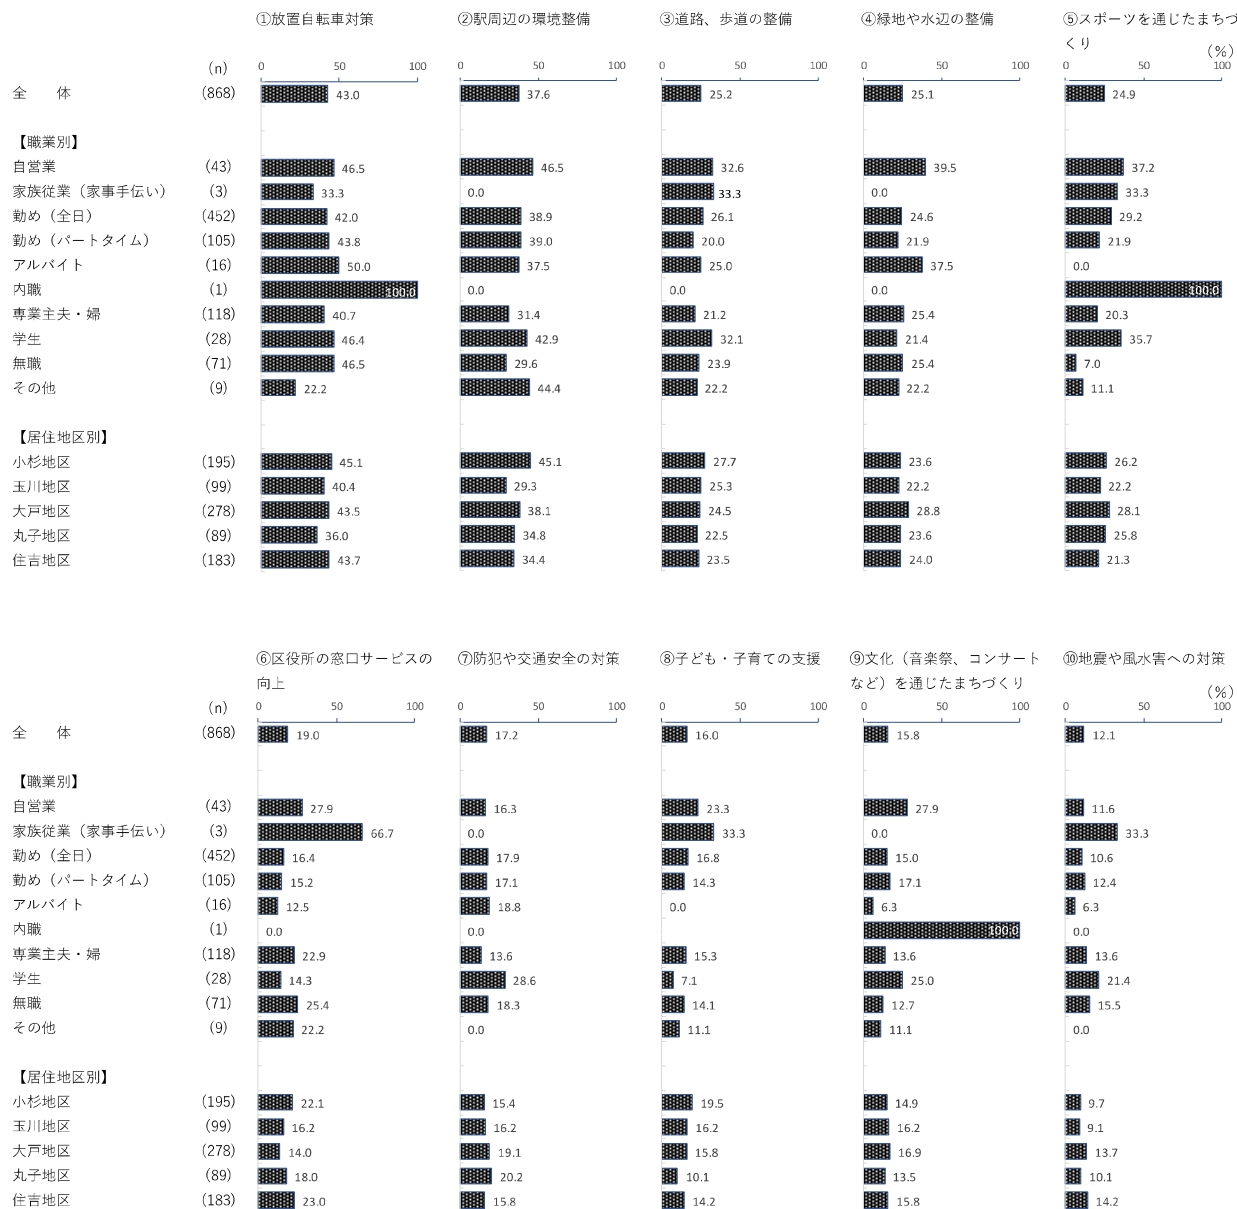 ①放置自転車対策 ②駅周辺の環境整備 ③道路、歩道の整備 ④緑地や水辺の整備 ⑤スポーツを通じたまちづ
くり (%)
(n) 0 50 100 0 50 100 0 50 100 0 50 100 0 50 100
全　体 (868) 43.0 37.6 25.2 25.1 24.9
【職業別】
自営業 (43) 46.5 46.5 32.6 39.5 37.2
家族従業（家事手伝い） (3) 33.3 0.0 33.3 0.0 33.3
勤め（全日） (452) 42.0 38.9 26.1 24.6 29.2
勤め（パートタイム） (105) 43.8 39.0 20.0 21.9 21.9
アルバイト (16) 50.0 37.5 25.0 37.5 0.0
内職 (1) 100.0 0.0 0.0 0.0 100.0
専業主夫・婦 (118) 40.7 31.4 21.2 25.4 20.3
学生 (28) 46.4 42.9 32.1 21.4 35.7
無職 (71) 46.5 29.6 23.9 25.4 7.0
その他 (9) 22.2 44.4 22.2 22.2 11.1
【居住地区別】
小杉地区 (195) 45.1 45.1 27.7 23.6 26.2
玉川地区 (99) 40.4 29.3 25.3 22.2 22.2
大戸地区 (278) 43.5 38.1 24.5 28.8 28.1
丸子地区 (89) 36.0 34.8 22.5 23.6 25.8
住吉地区 (183) 43.7 34.4 23.5 24.0 21.3
⑥区役所の窓口サービスの ⑦防犯や交通安全の対策 ⑧子ども・子育ての支援 ⑨文化（音楽祭、コンサート ⑩地震や風水害への対策
向上 など）を通じたまちづくり (%)
(n) 0 50 100 0 50 100 0 50 100 0 50 100 0 50 100
全　体 (868) 19.0 17.2 16.0 15.8 12.1
【職業別】
自営業 (43) 27.9 16.3 23.3 27.9 11.6
家族従業（家事手伝い） (3) 66.7 0.0 33.3 0.0 33.3
勤め（全日） (452) 16.4 17.9 16.8 15.0 10.6
勤め（パートタイム） (105) 15.2 17.1 14.3 17.1 12.4
アルバイト (16) 12.5 18.8 0.0 6.3 6.3
内職 (1) 0.0 0.0 100.0 0.0
専業主夫・婦 (118) 22.9 13.6 15.3 13.6 13.6
学生 (28) 14.3 28.6 7.1 25.0 21.4
無職 (71) 25.4 18.3 14.1 12.7 15.5
その他 (9) 22.2 0.0 11.1 11.1 0.0
【居住地区別】
小杉地区 (195) 22.1 15.4 19.5 14.9 9.7
玉川地区 (99) 16.2 16.2 16.2 16.2 9.1
大戸地区 (278) 14.0 19.1 15.8 16.9 13.7
丸子地区 (89) 18.0 20.2 10.1 13.5 10.1
住吉地区 (183) 23.0 15.8 14.2 15.8 14.2